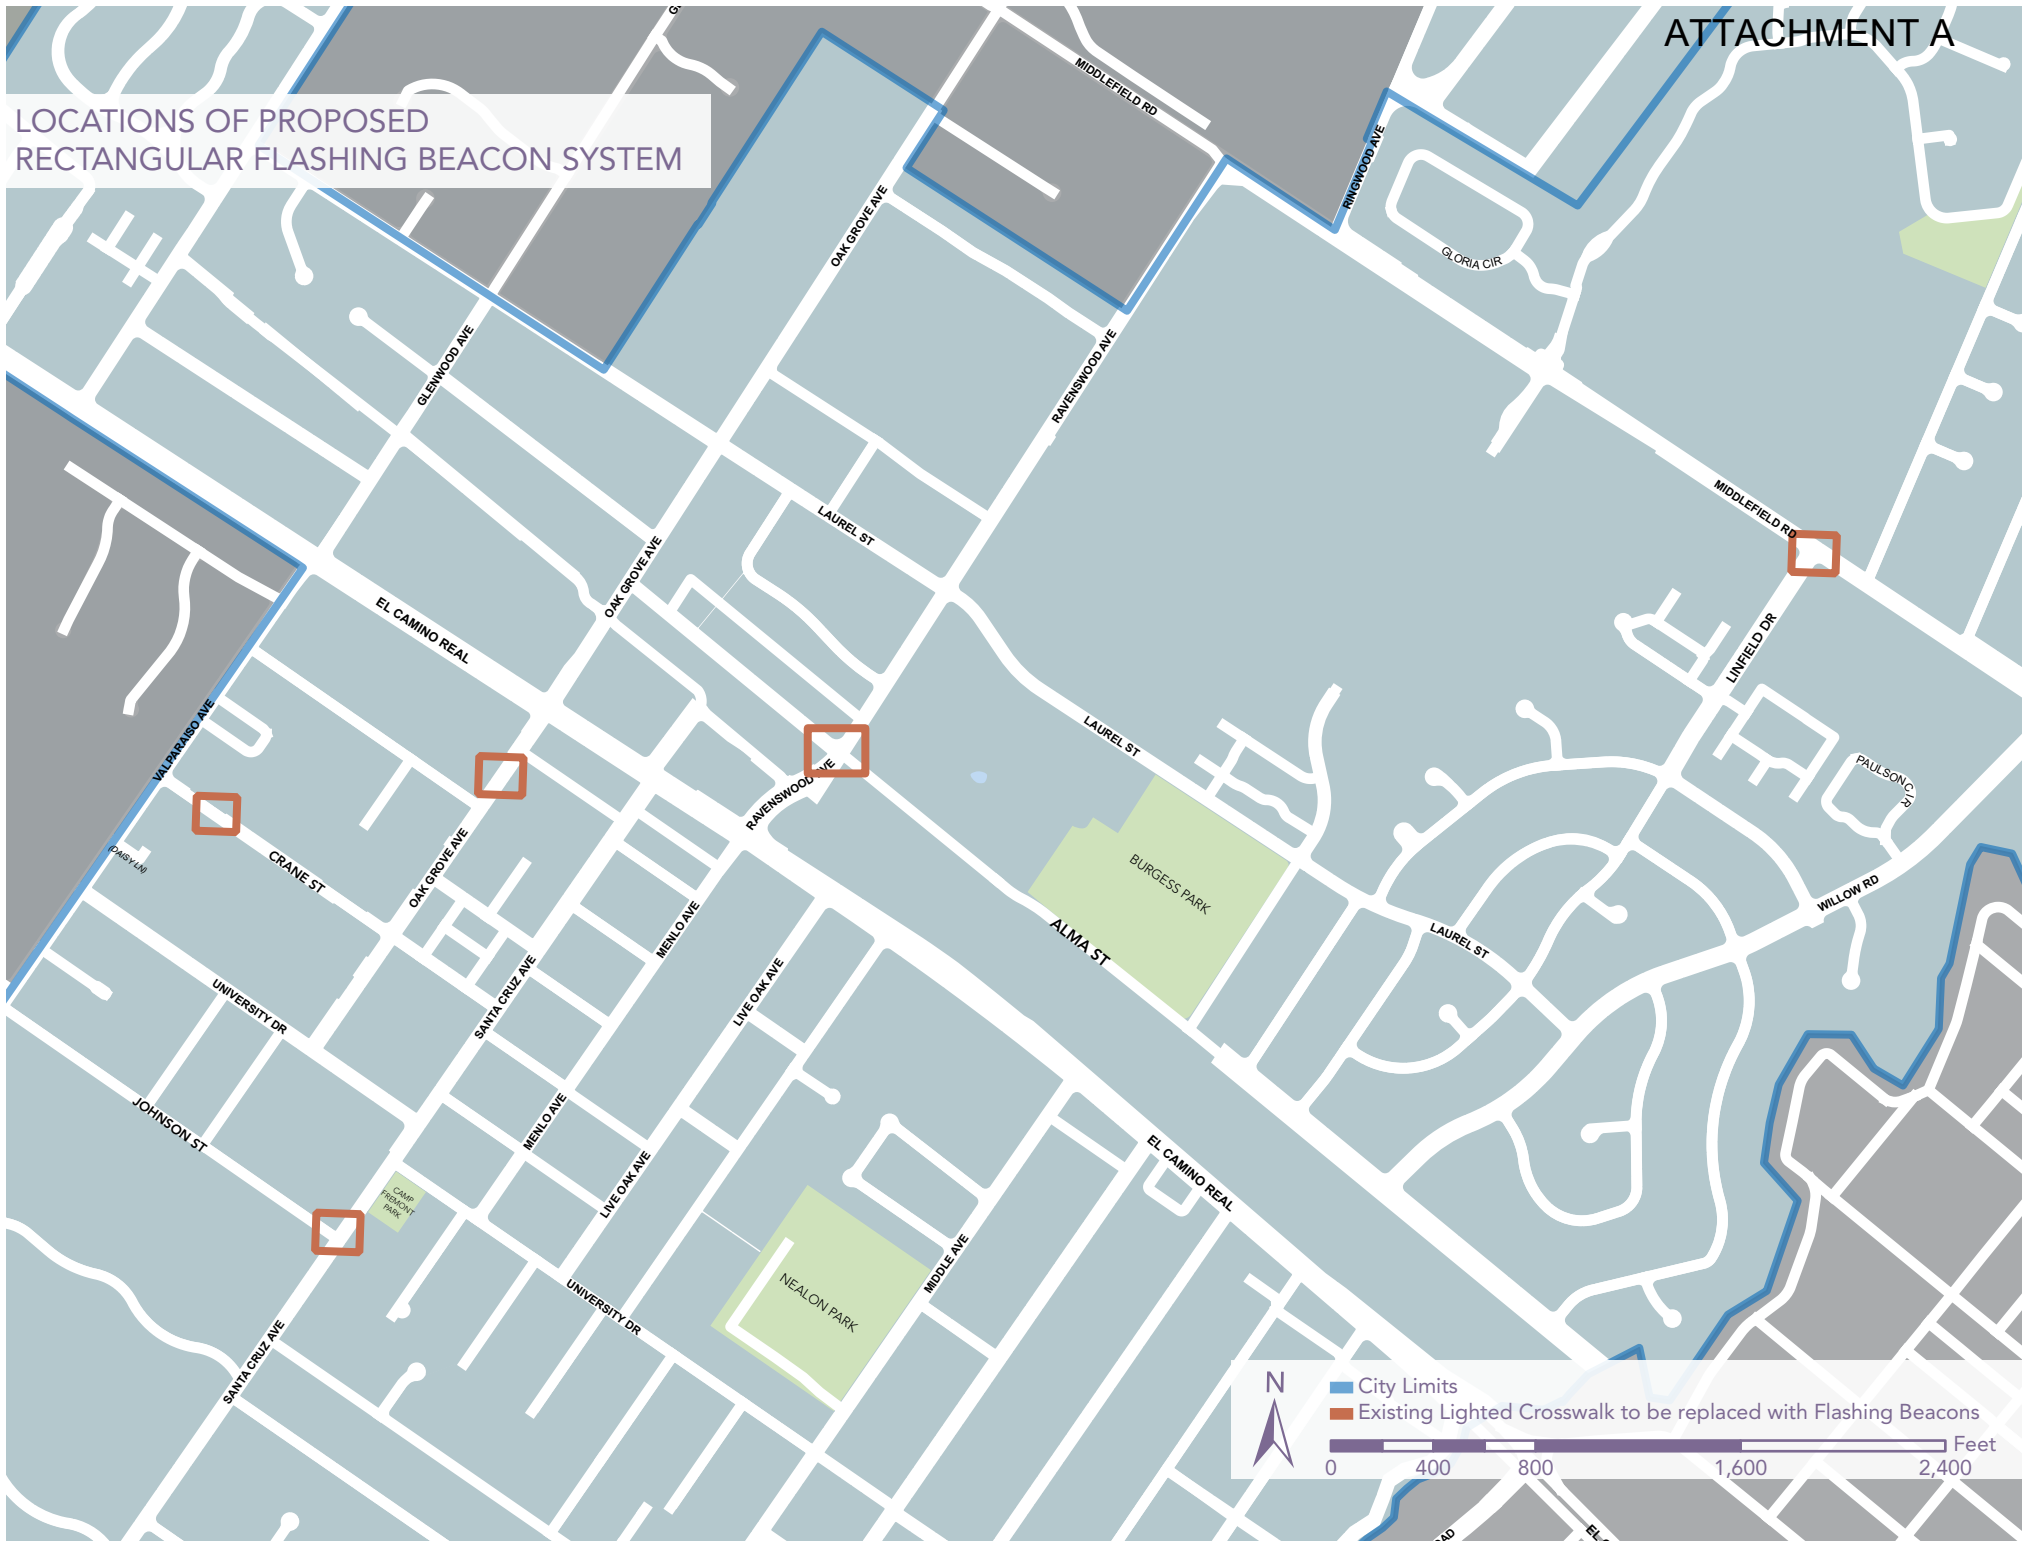 ATTACHMENT A
LOCATIONS OF PROPOSED
RECTANGULAR FLASHING BEACON SYSTEM
MIDDLEFIELD RD
RINGWOOD AVE
OAK GROVE AVE
GLORIA CIR
GLENWOOD AVE
RAVENSWOOD AVE
MIDDLEFIELD RD
LAUREL ST
OAK GROVE AVE
EL CAMINO REAL
LINFIELD DR
VALPARAISO AVE
LAUREL ST
RAVENSWOOD AVE
PAULSON CIR
(DAISY LN)
CRANE ST
OAK GROVE AVE
BURGESS PARK
WILLOW RD
MENLO AVE
ALMA ST
LAUREL ST
SANTA CRUZ AVE
LIVE OAK AVE
UNIVERSITY DR
JOHNSON ST
MENLO AVE
LIVE OAK AVE
EL CAMINO REAL
CAMP
FREMONT
PARK
MIDDLE AVE
NEALON PARK
UNIVERSITY DR
SANTA CRUZ AVE
N
City Limits
Existing Lighted Crosswalk to be replaced with Flashing Beacons
Feet
0 400 800 1,600 2,400